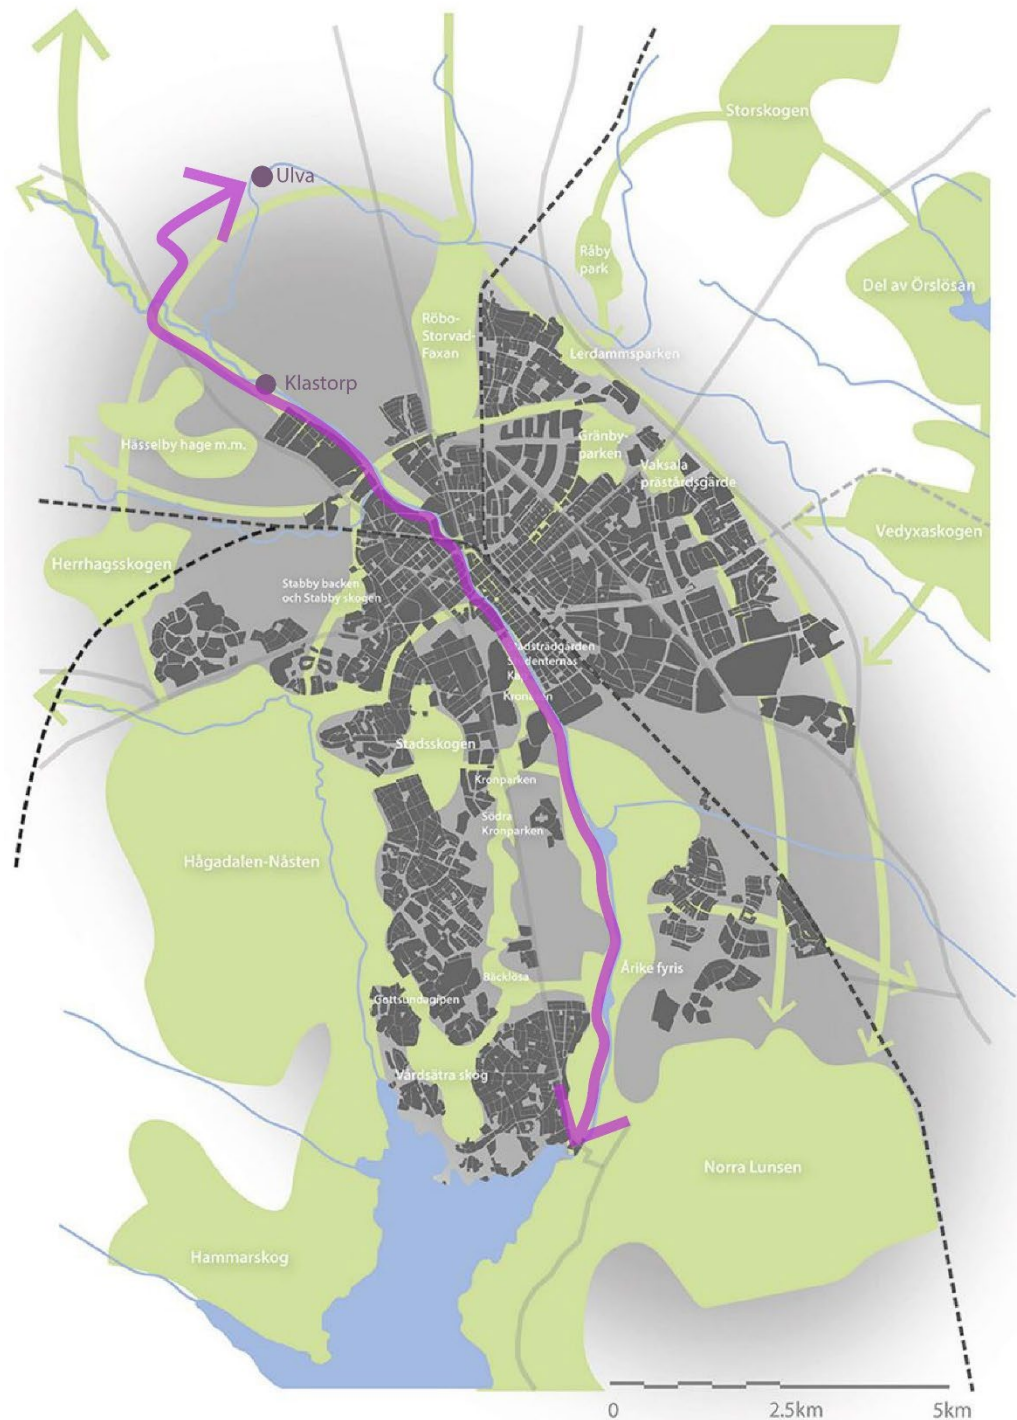 Storskogen
Ulva
Råby
park
Del av Örslösan
Röbo-
Storvad-
Faxan
Lerdammsparken
Klastorp
Hässelby hage m.m.
Gränby-
parken
Vaksala
prästårdsgärde
Vedyxaskogen
Herrhagsskogen
Stabby backen
och Stabby skogen
Studenternas
Stadsskogen
Kronparken
Södra
Kronparken
Hågadalen-Nåsten
Årike fyris
Bäcklösa
Gottsundagipen
Vårdsätra skog
Norra Lunsen
Hammarskog
0 2.5km 5km